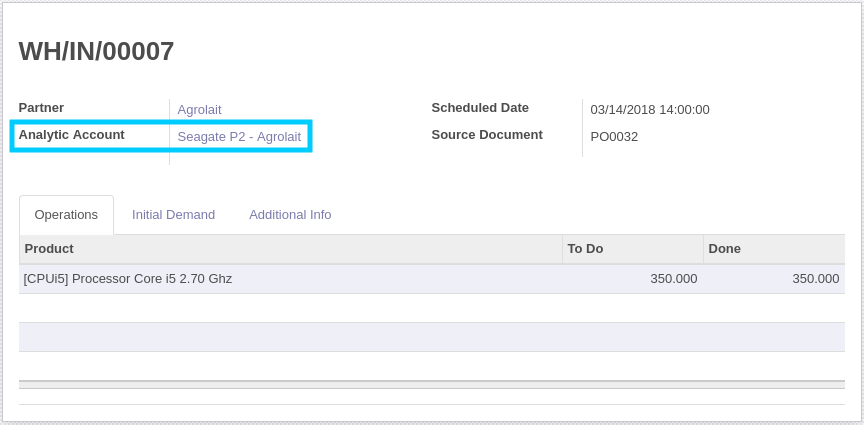 WH/IN/00007
Partner Agrolait Scheduled Date 03/14/2018 14:00:00
Analytic Account Seagate P2 - Agrolait Source Document PO0032
Operations Initial Demand Additional Info
Product To Do Done
[CPUi5] Processor Core i5 2.70 Ghz 350.000 350.000